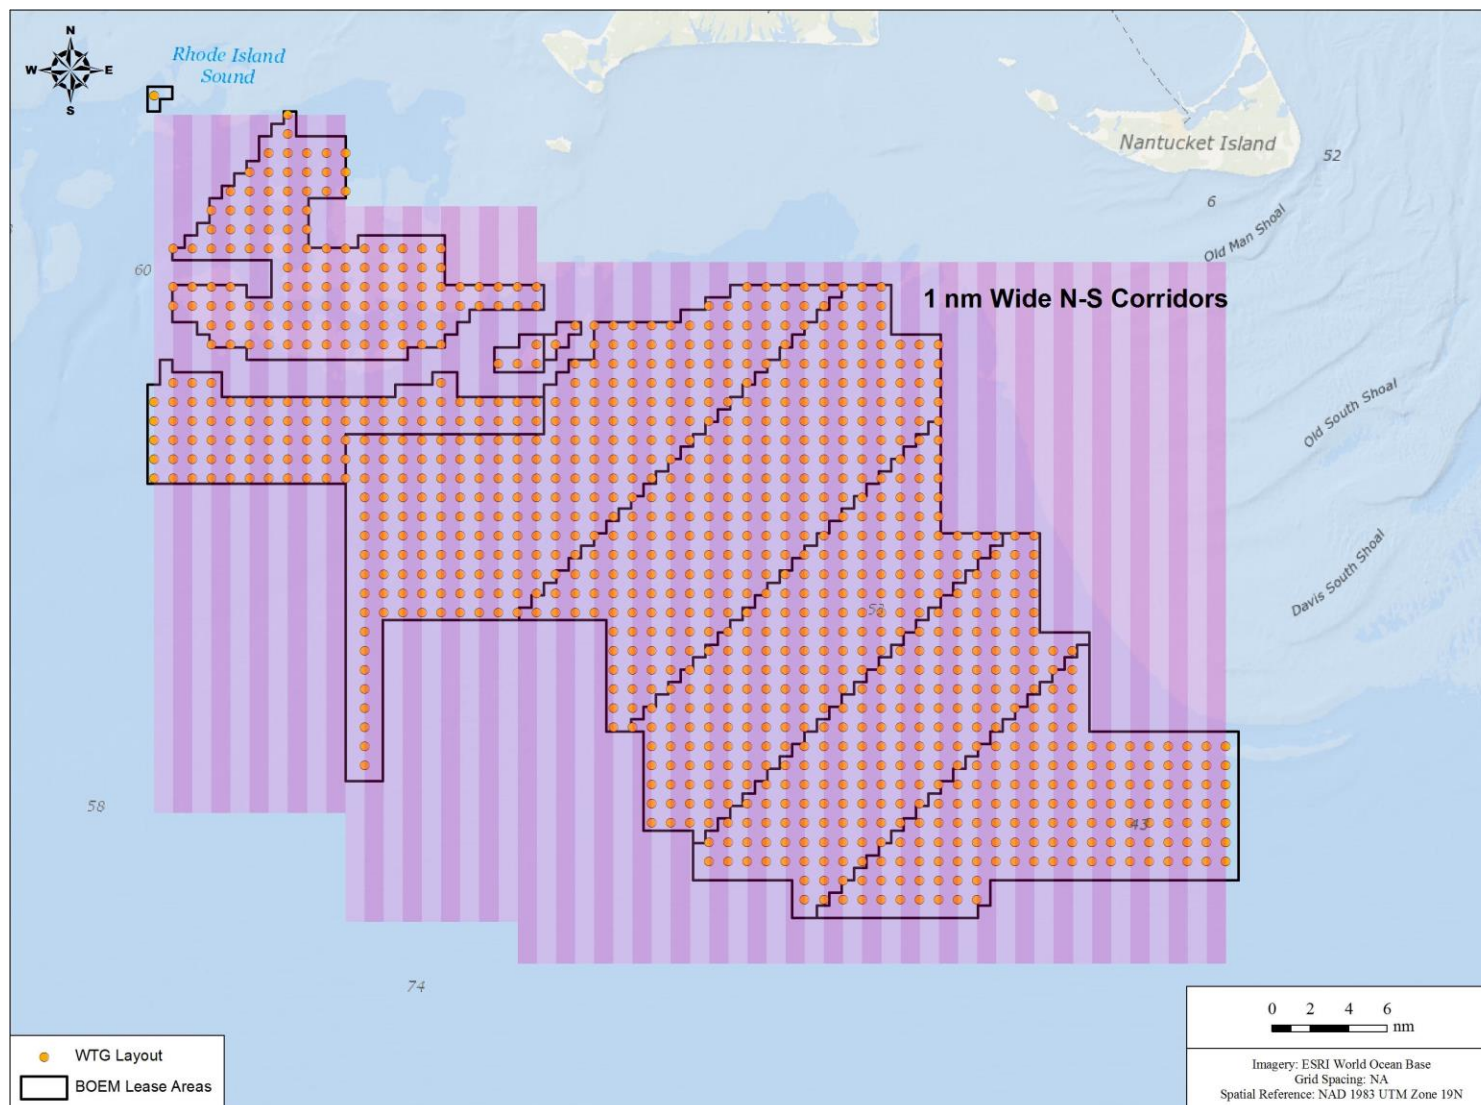 N
W E
S
Rhode Island
Sound
Nantucket Island
52
6
Old Man Shoal
60
1 nm Wide N-S Corridors
Old South Shoal
Davis South Shoal
58
43
74
0 2 4 6
nm
WTG Layout
BOEM Lease Areas
Imagery: ESRI World Ocean Base
Grid Spacing: NA
Spatial Reference: NAD 1983 UTM Zone 19N